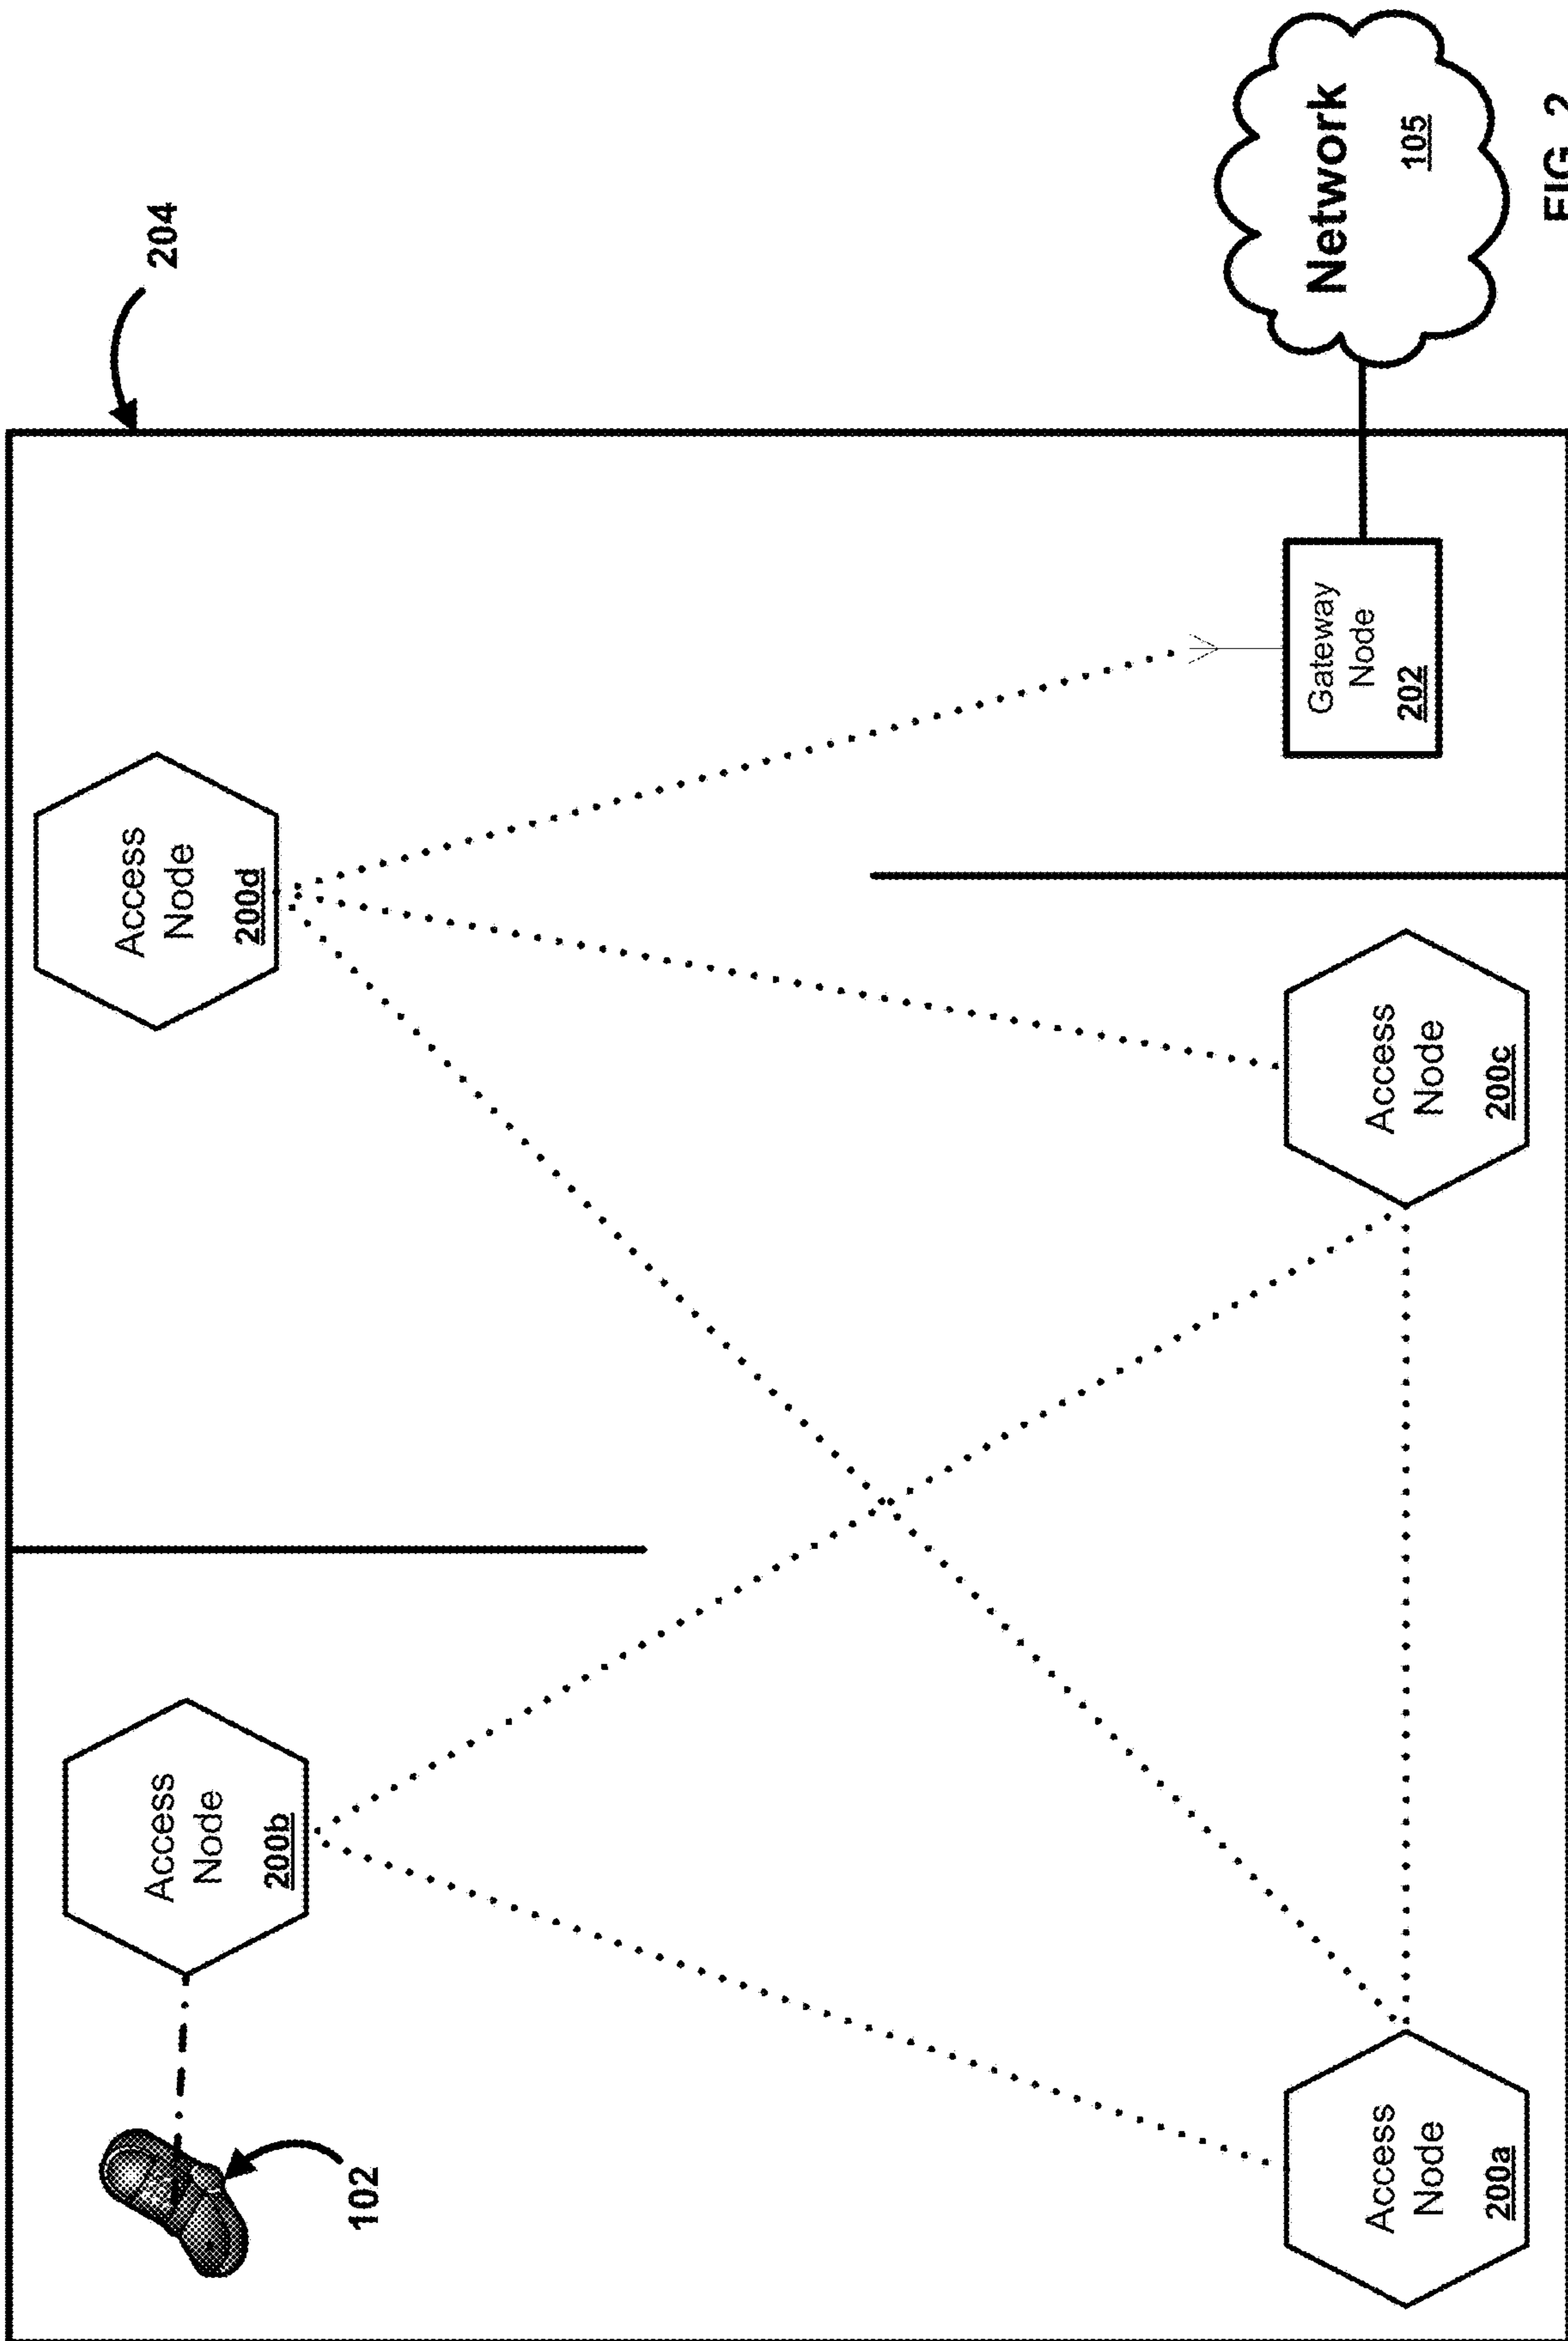 204
Access
Node
200b
Access
Node
200d
102
Access
Node
200a
Access
Node
200c
Gateway
Node
202
Network
105
FIG. 2